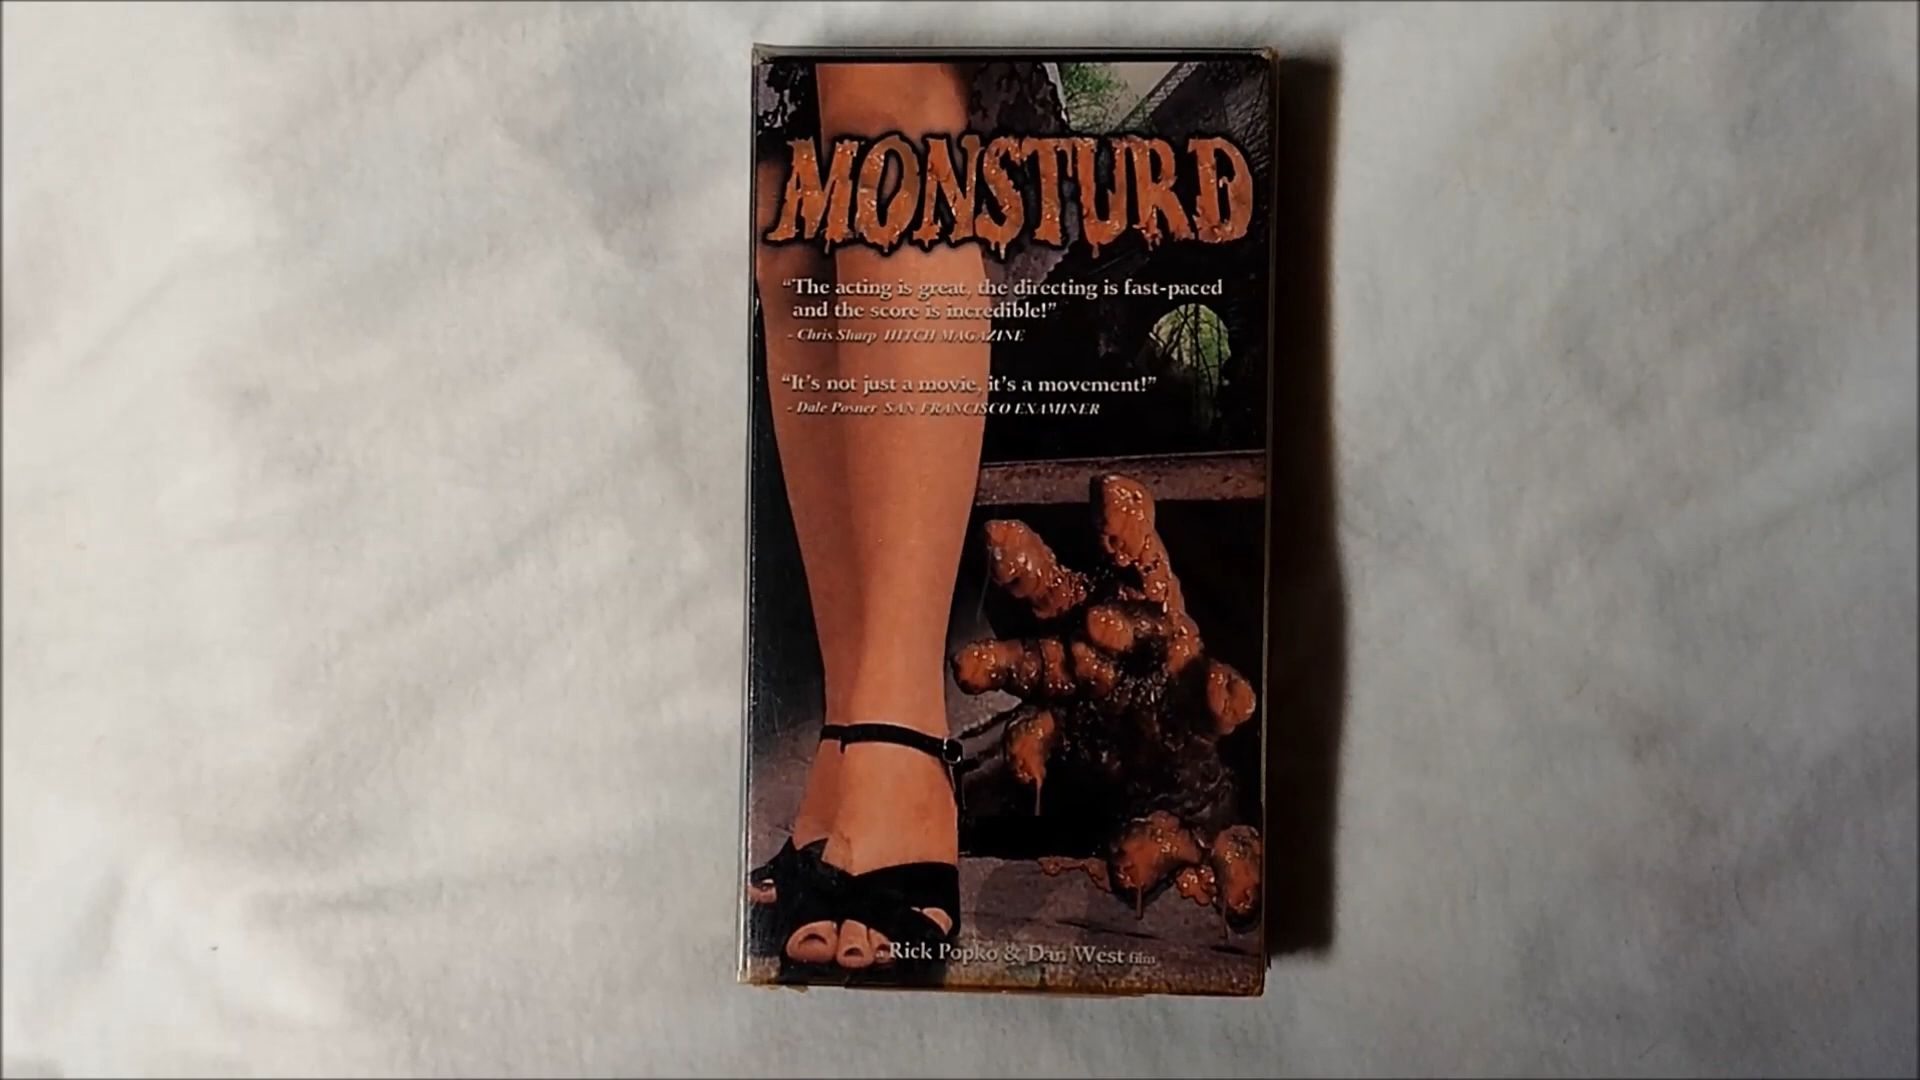 MONSTURD
“The acting is great, the directing is fast-paced
and the score is incredible!”
- Chris Sharp HITCH MAGAZINE
“It's not just a movie, it's a movement!”
- Dale Posner SAN FRANCISCO EXAMINER
a Rick Popko & Dan West film